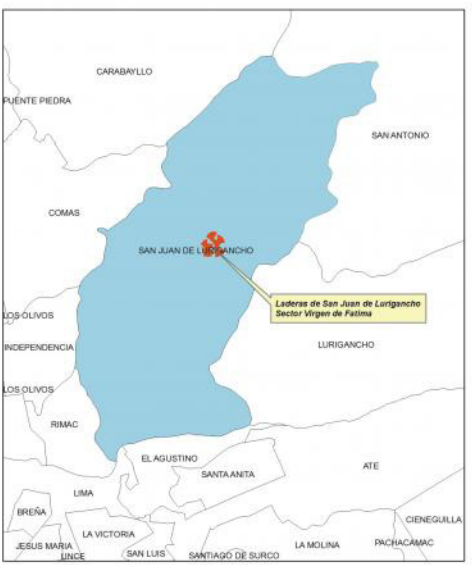 CARABAYLLO
PUENTE PIEDRA
SAN ANTONIO
COMAS
SAN JUAN DE LURIGANCHO
Laderas de San Juan de Lurigancho
Sector Virgen de Fatima
LOS OLIVOS
INDEPENDENCIA
LURIGANCHO
LOS OLIVOS
RIMAC
EL AGUSTINO
ATE
SANTA ANITA
LIMA
BREÑA
CIENEGUILLA
LA VICTORIA
JESUS MARIA
LA MOLINA
PACHACAMAC
LINCE
SAN LUIS
SANTIAGO DE SURCO